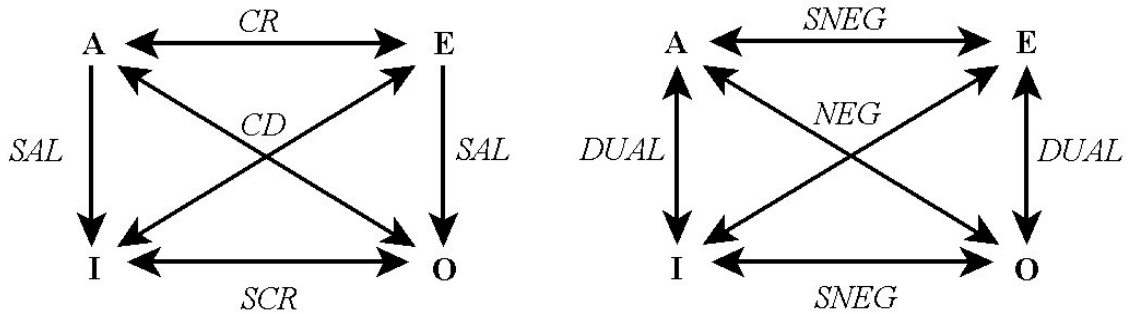 CR
A E
SAL CD SAL
I O
SCR
SNEG
A E
DUAL NEG DUAL
I O
SNEG